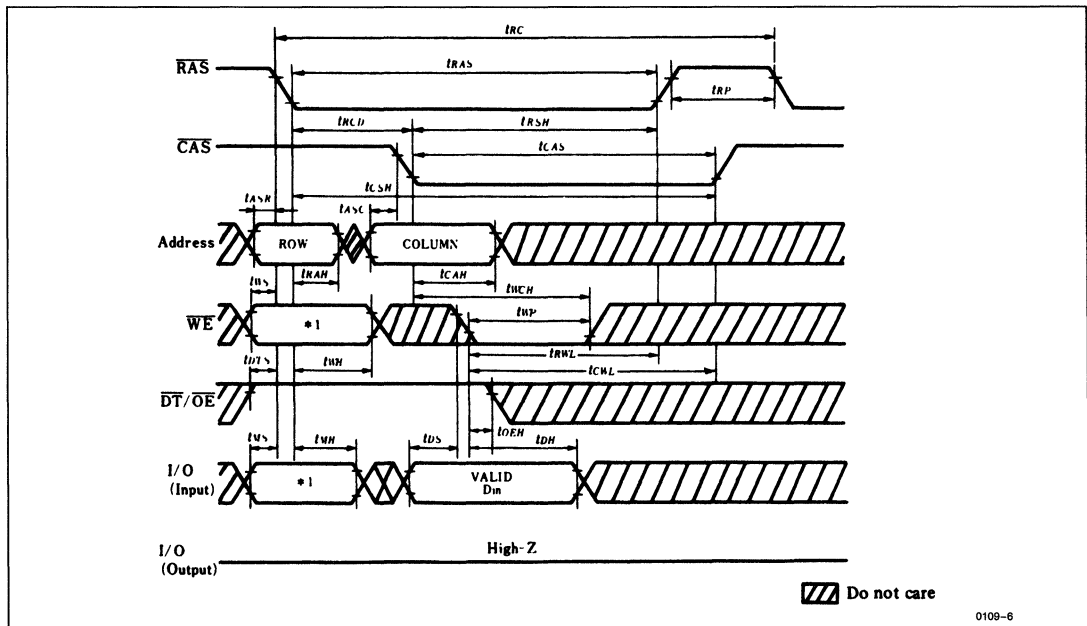 tRC
RAS
tRAS
tRP
tRCD
tRSH
CAS
tCAS
tCSH
tASR
tASC
Address
ROW
COLUMN
tRAH
tCAH
tWS
tWCH
tWP
WE
*1
tRWL
tDTS
tWH
tCWL
DT/OE
tOEH
tMS
tMH
tDS
tDH
I/O
(Input)
*1
VALID
Din
I/O
(Output)
High-Z
Do not care
0109-6